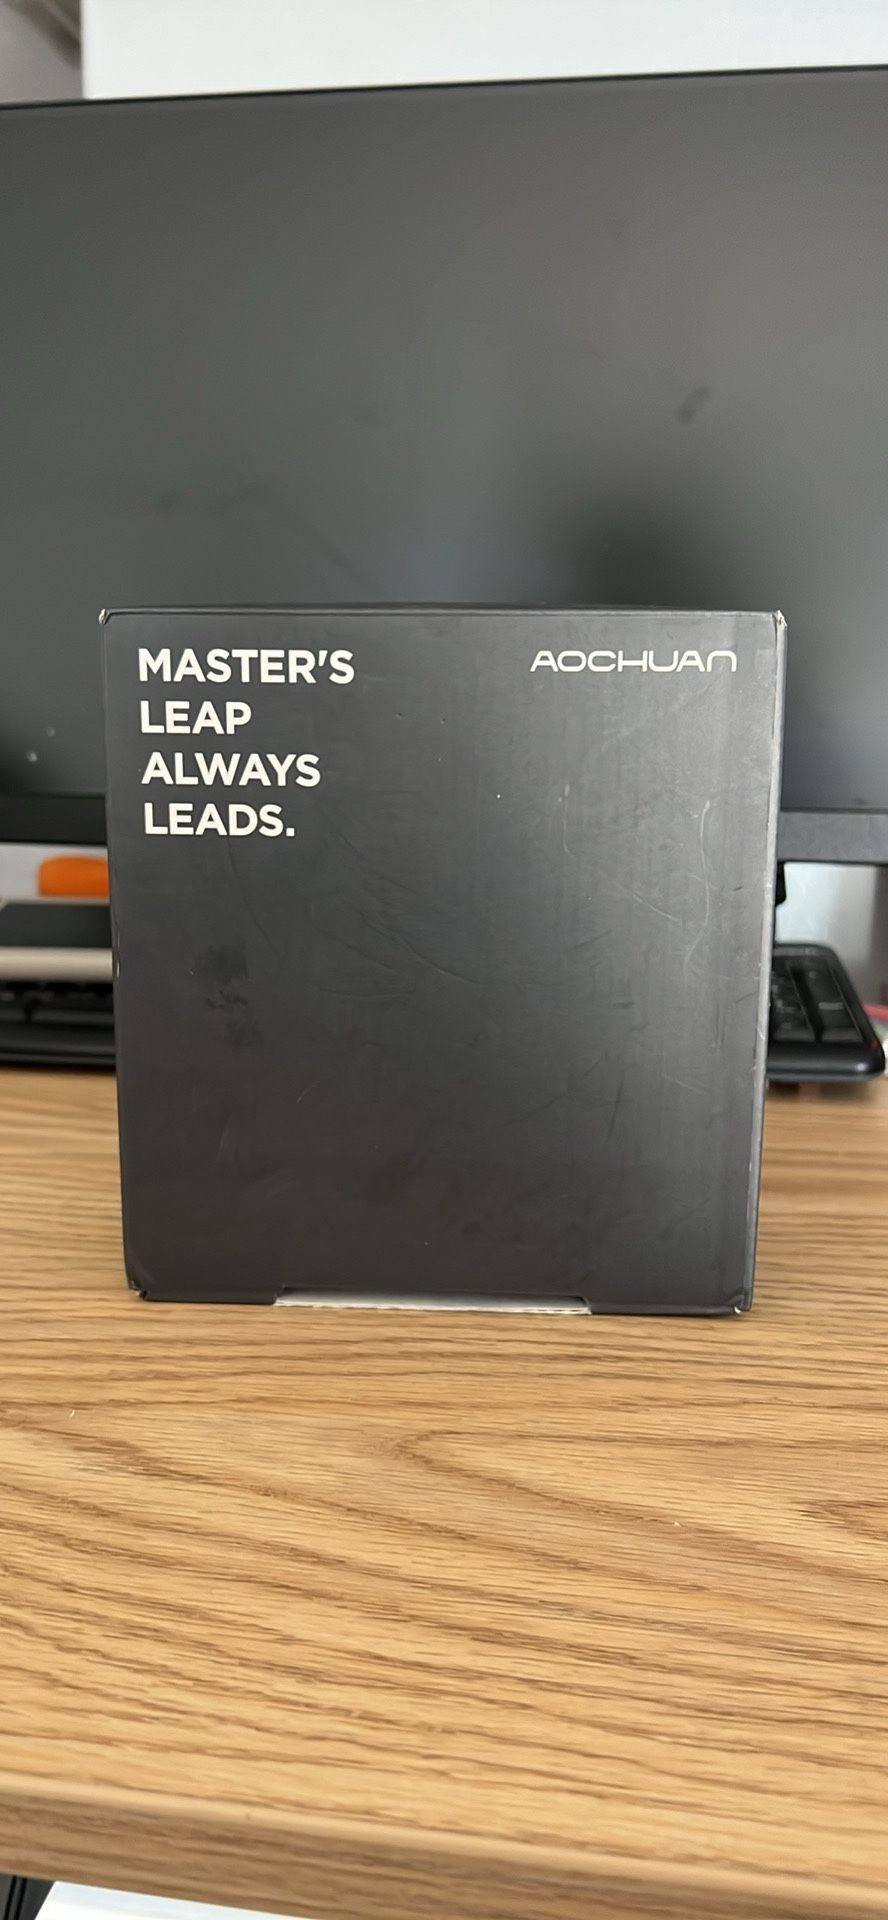 MASTER'S
LEAP
ALWAYS
LEADS.
AOCHUAN